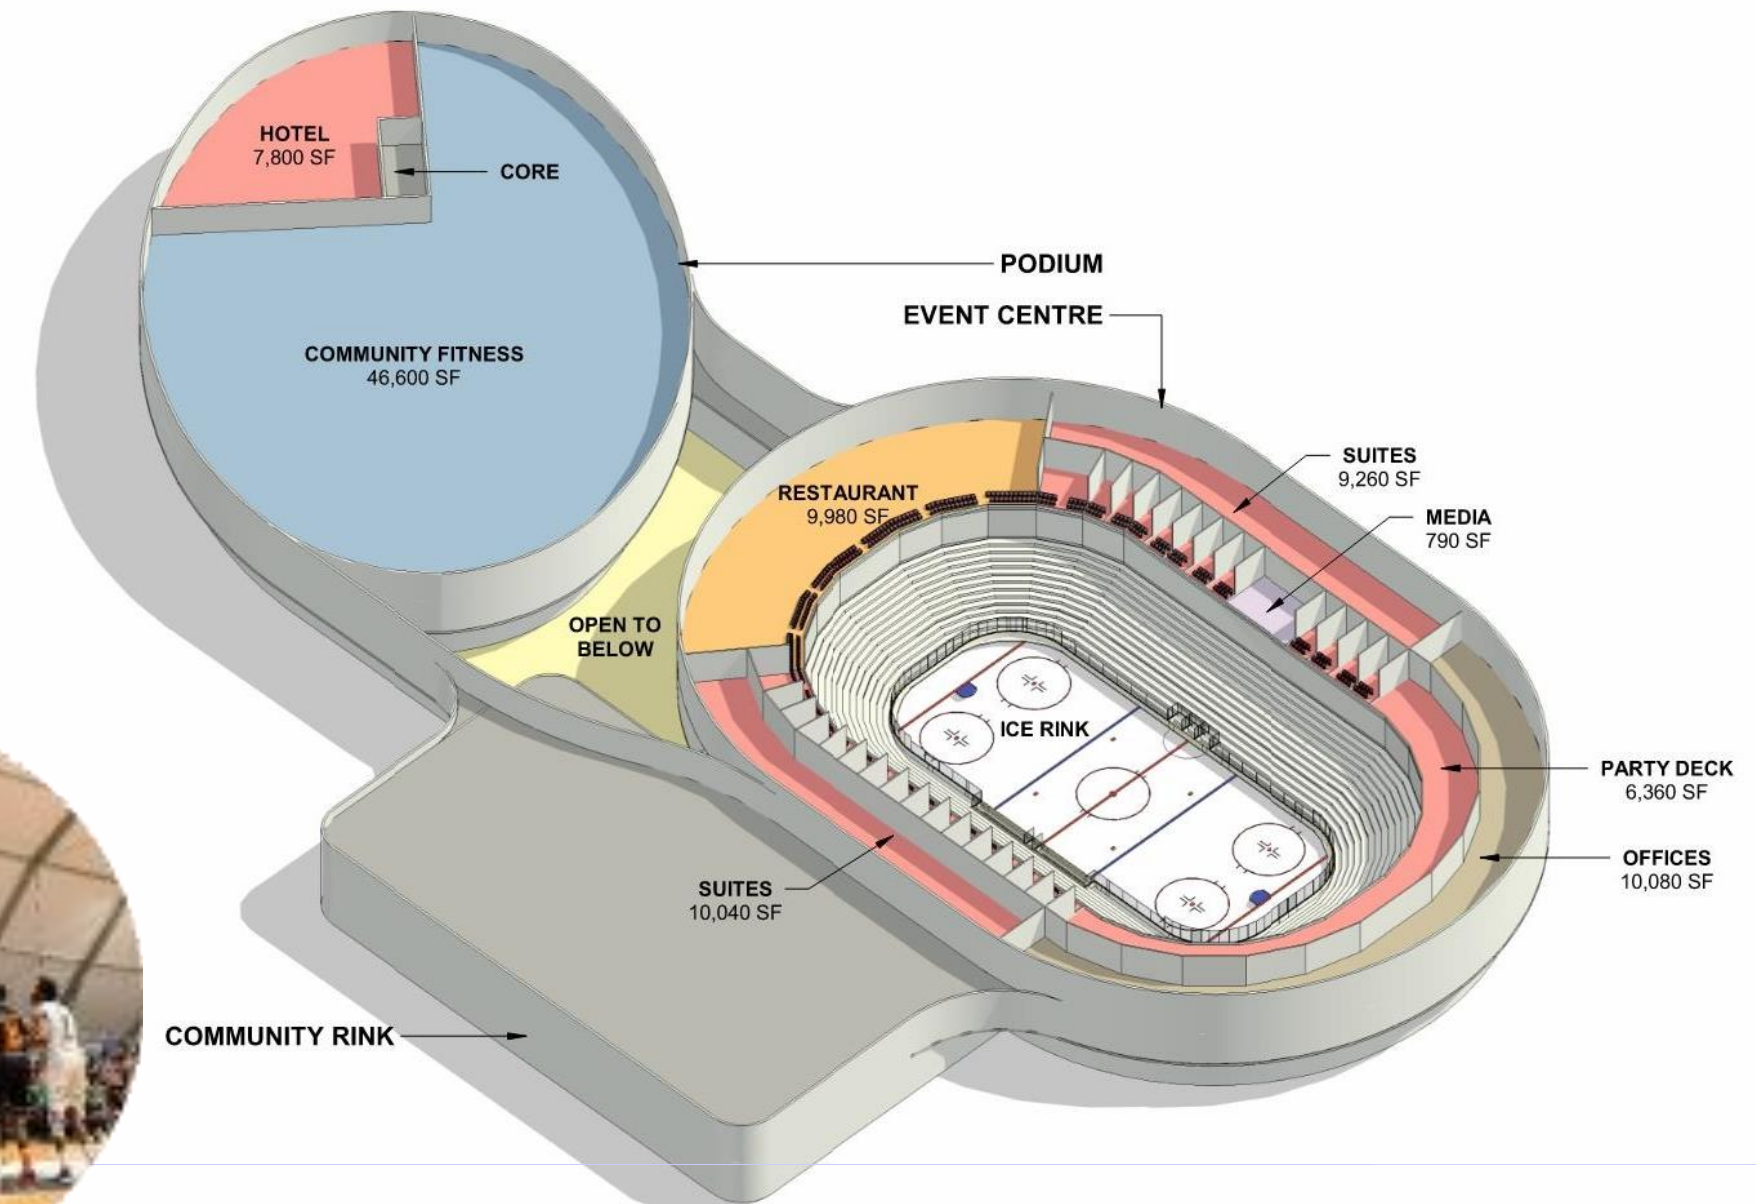 HOTEL
7,800 SF
CORE
PODIUM
EVENT CENTRE
COMMUNITY FITNESS
46,600 SF
SUITES
9,260 SF
RESTAURANT
9,980 SF
MEDIA
790 SF
OPEN TO
BELOW
ICE RINK
PARTY DECK
6,360 SF
OFFICES
10,080 SF
SUITES
10,040 SF
COMMUNITY RINK